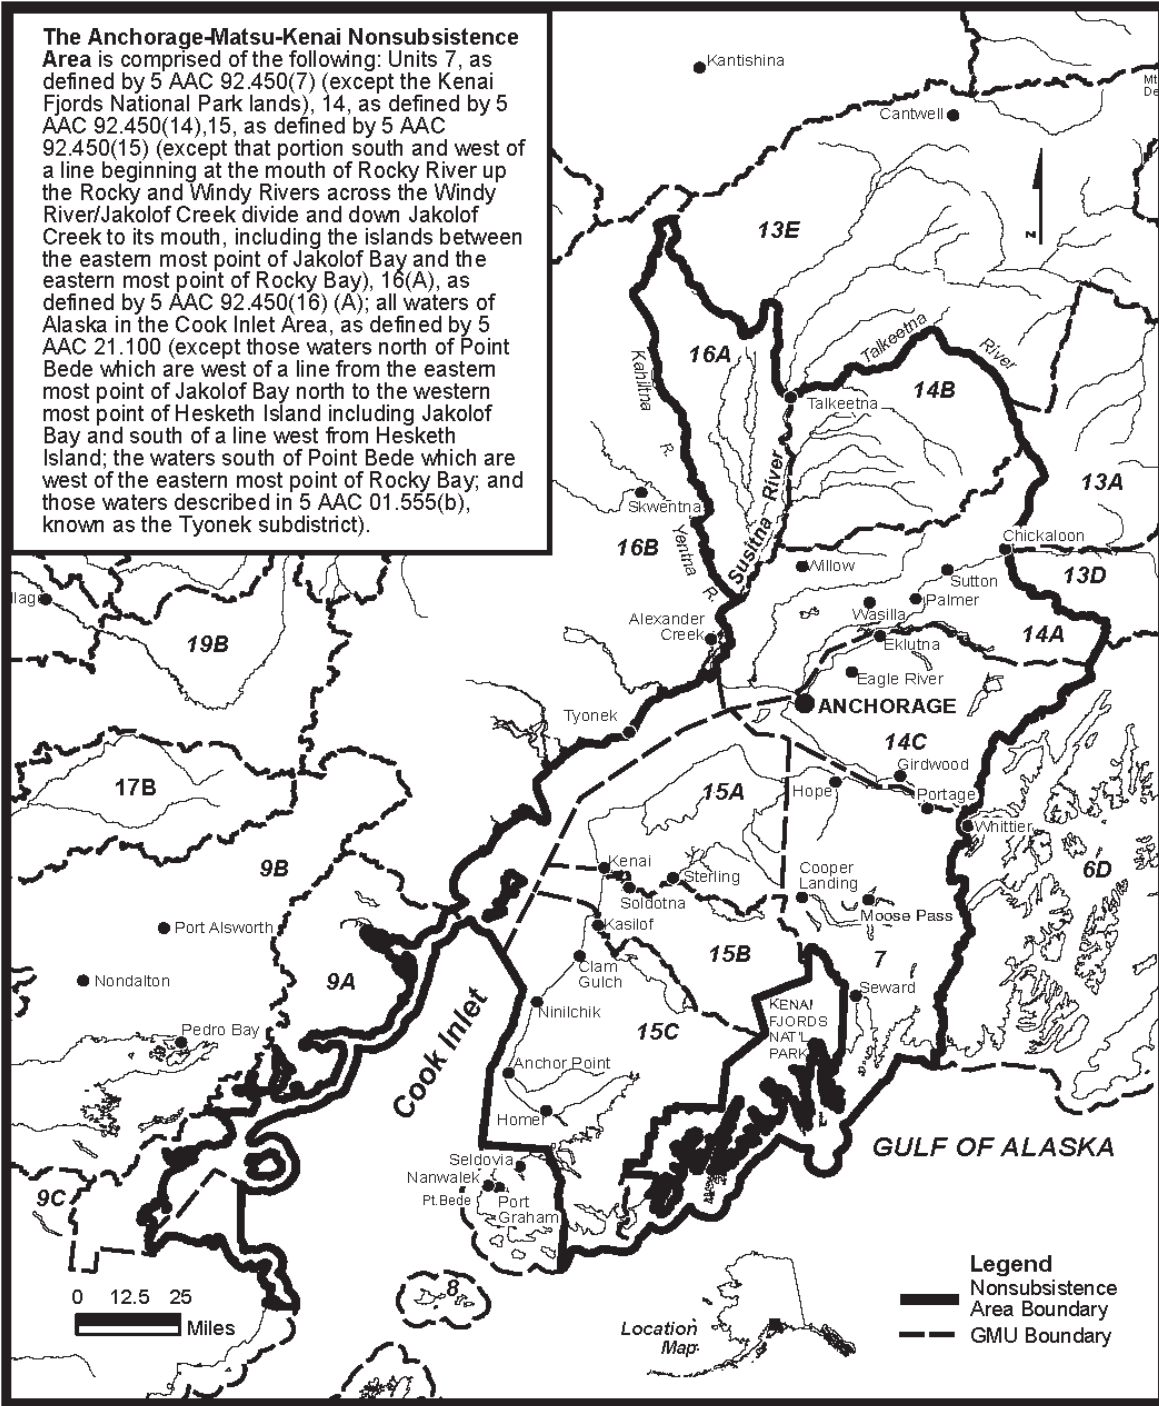 The Anchorage-Matsu-Kenai Nonsubsistence
Area is comprised of the following: Units 7, as
defined by 5 AAC 92.450(7) (except the Kenai
Fjords National Park lands), 14, as defined by 5
AAC 92.450(14),15, as defined by 5 AAC
92.450(15) (except that portion south and west of
a line beginning at the mouth of Rocky River up
the Rocky and Windy Rivers across the Windy
River/Jakolof Creek divide and down Jakolof
Creek to its mouth, including the islands between
the eastern most point of Jakolof Bay and the
eastern most point of Rocky Bay), 16(A), as
defined by 5 AAC 92.450(16) (A); all waters of
Alaska in the Cook Inlet Area, as defined by 5
AAC 21.100 (except those waters north of Point
Bede which are west of a line from the eastern
most point of Jakolof Bay north to the western
most point of Hesketh Island including Jakolof
Bay and south of a line west from Hesketh
Island; the waters south of Point Bede which are
west of the eastern most point of Rocky Bay; and
those waters described in 5 AAC 01.555(b),
known as the Tyonek subdistrict).
Kantishina
Mt
De
Cantwell
N
13E
16A
Kahiltna
R.
Talkeetna
River
14B
Talkeetna
Skwentna
Yentna
R.
16B
Susitna River
13A
Chickaloon
13D
Willow
Sutton
Palmer
Wasilla
Eklutna
14A
Alexander
Creek
Eagle River
ANCHORAGE
14C
lag
19B
Tyonek
17B
15A
Hope
Girdwood
Portage
Whittier
6D
9B
Kenai
Sterling
Soldotna
Kasilof
Cooper
Landing
Moose Pass
Port Alsworth
Nondalton
9A
Clam
Gulch
15B
7
Seward
Ninilchik
15C
KENAI
FJORDS
NAT'L
PARK
Pedro Bay
Cook Inlet
Anchor Point
Homer
GULF OF ALASKA
Seldovia
Nanwalek
Pt.Bede
Port
Graham
9C
8
0 12.5 25
Miles
Location
Map
Legend
Nonsubsistence
Area Boundary
GMU Boundary